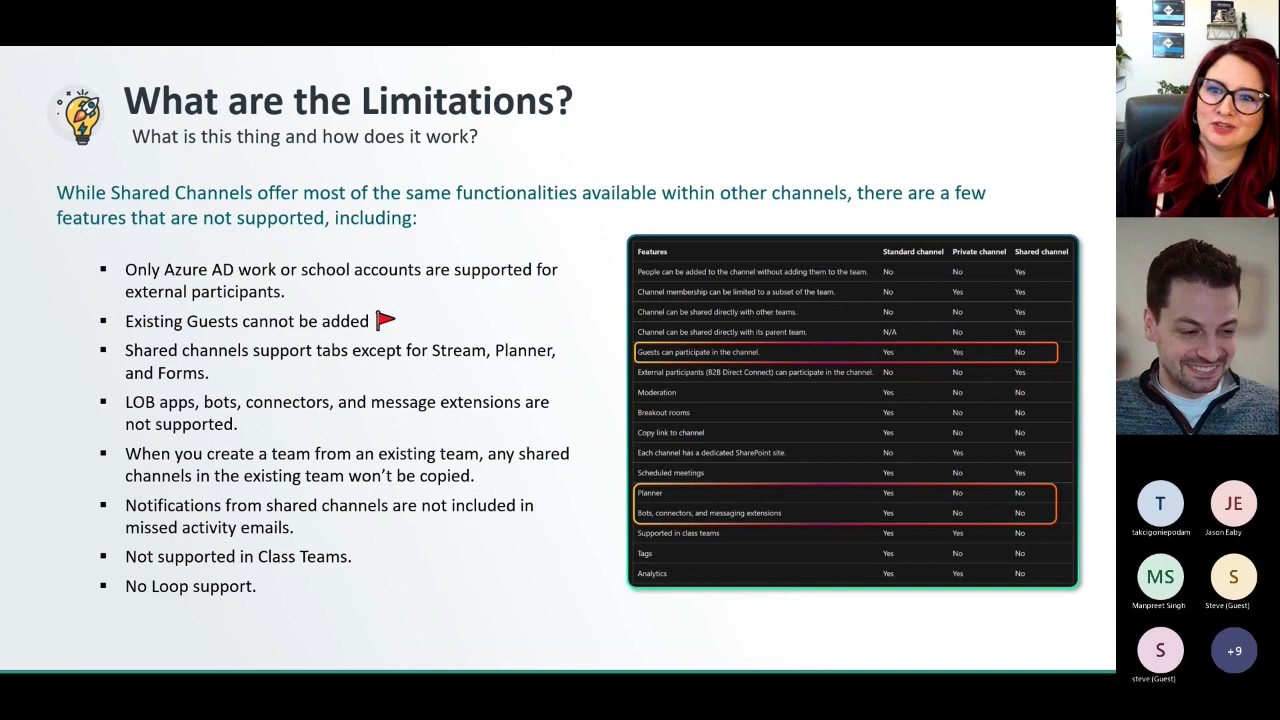 What are the Limitations?
What is this thing and how does it work?
While Shared Channels offer most of the same functionalities available within other channels, there are a few
features that are not supported, including:
▪ Only Azure AD work or school accounts are supported for
external participants.
▪ Existing Guests cannot be added
▪ Shared channels support tabs except for Stream, Planner,
and Forms.
▪ LOB apps, bots, connectors, and message extensions are
not supported.
▪ When you create a team from an existing team, any shared
channels in the existing team won’t be copied.
▪ Notifications from shared channels are not included in
missed activity emails.
▪ Not supported in Class Teams.
▪ No Loop support.
Features Standard channel Private channel Shared channel
People can be added to the channel without adding them to the team. No No Yes
Channel membership can be limited to a subset of the team. No Yes Yes
Channel can be shared directly with other teams. No No Yes
Channel can be shared directly with its parent team. N/A No Yes
Guests can participate in the channel. Yes Yes No
External participants (B2B Direct Connect) can participate in the channel. No No Yes
Moderation Yes No No
Breakout rooms Yes No No
Copy link to channel Yes No No
Each channel has a dedicated SharePoint site. No Yes Yes
Scheduled meetings Yes No Yes
Planner Yes No No
Bots, connectors, and messaging extensions Yes No No
Supported in class teams Yes Yes No
Tags Yes No No
Analytics Yes Yes No
T JE
takcigoniepodam Jason Eaby
MS S
Manpreet Singh Steve (Guest)
S +9
steve (Guest)